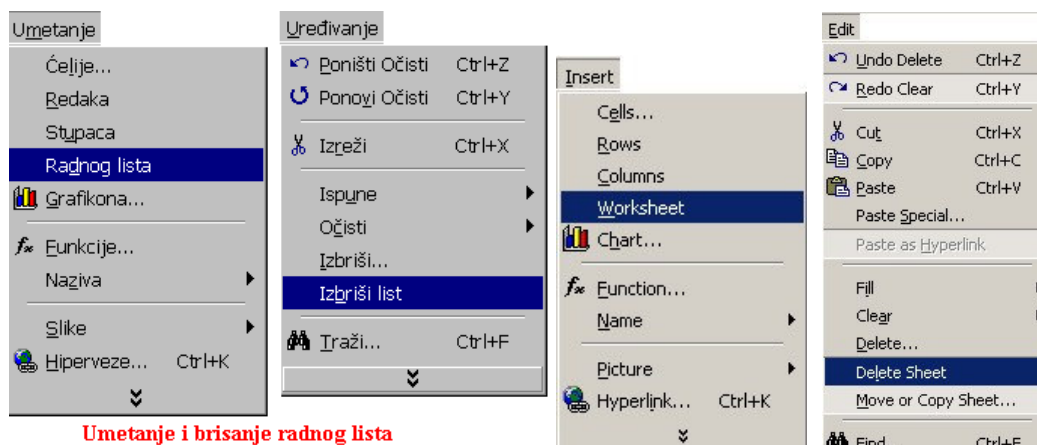 Umetanje
Ćelije...
Redaka
Stupaca
Radnog lista
Grafikona...
Funkcije...
Naziva
Slike
Hiperveze... Ctrl+K
Uređivanje
Poništi Očisti Ctrl+Z
Ponovi Očisti Ctrl+Y
Izreži Ctrl+X
Ispune
Očisti
Izbriši...
Izbriši list
Traži... Ctrl+F
Insert
Cells...
Rows
Columns
Worksheet
Chart...
Function...
Name
Picture
Hyperlink... Ctrl+K
Edit
Undo Delete Ctrl+Z
Redo Clear Ctrl+Y
Cut Ctrl+X
Copy Ctrl+C
Paste Ctrl+V
Paste Special...
Paste as Hyperlink
Fill
Clear
Delete...
Delete Sheet
Move or Copy Sheet...
Find Ctrl+F
Umetanje i brisanje radnog lista